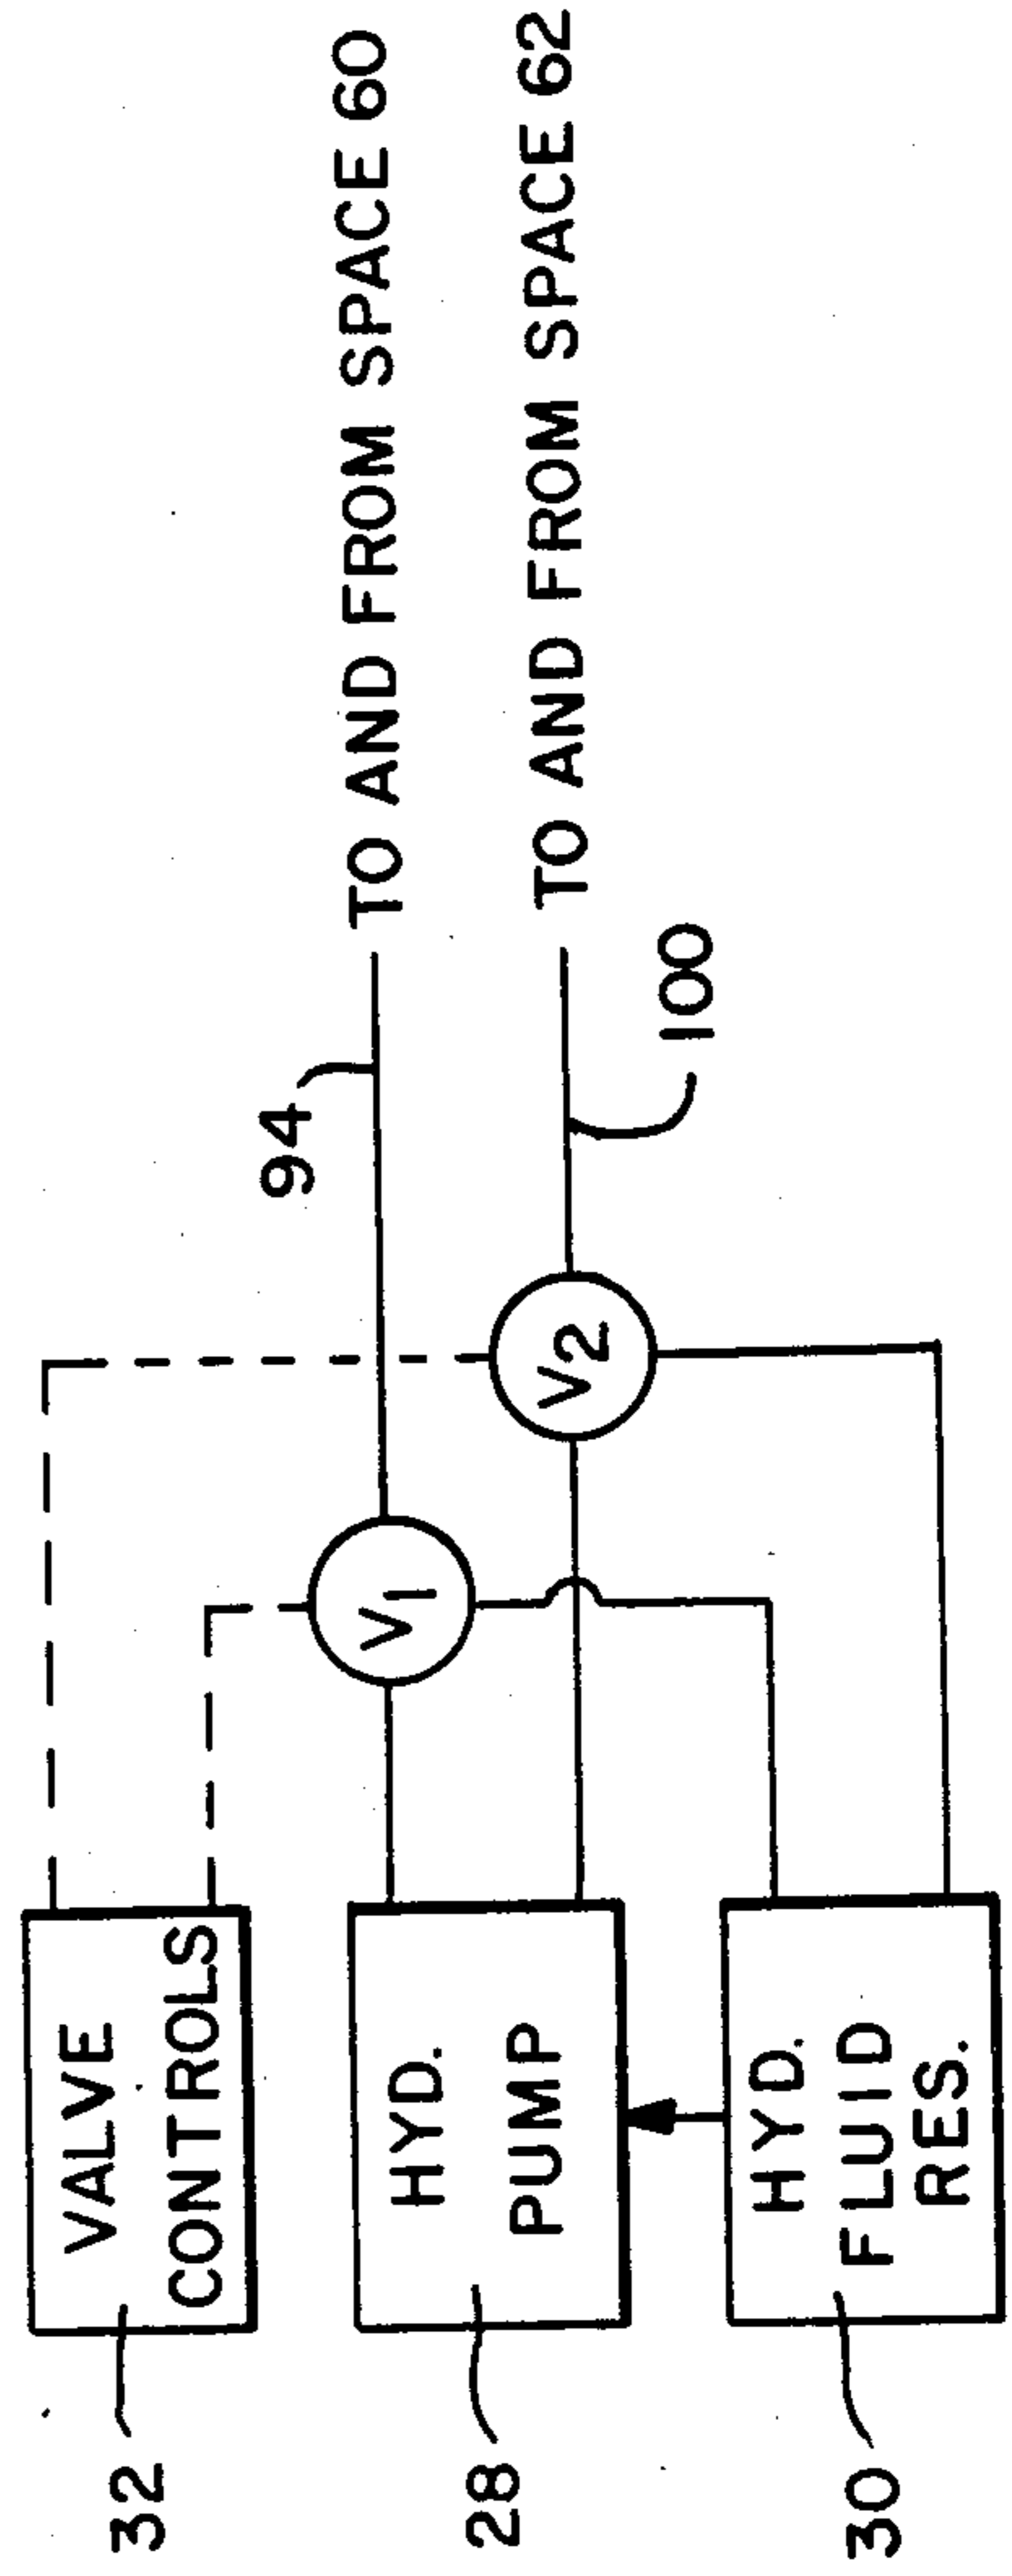 32
VALVE
CONTROLS
94
TO AND FROM SPACE 60
V1
28
HYD.
PUMP
V2
TO AND FROM SPACE 62
100
30
HYD.
FLUID
RES.